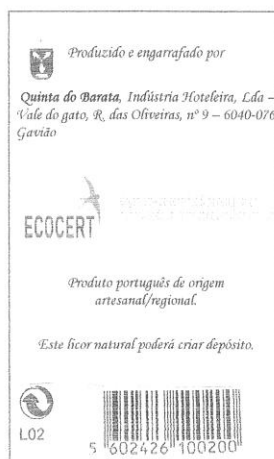 Produzido e engarrafado por
Quinta do Barata, Indústria Hoteleira, Lda –
Vale do gato, R. das Oliveiras, nº 9 – 6040-076
Gavião
ECOCERT
Produto português de origem
artesanal/regional.
Este licor natural poderá criar depósito.
L02
5 602426 100200